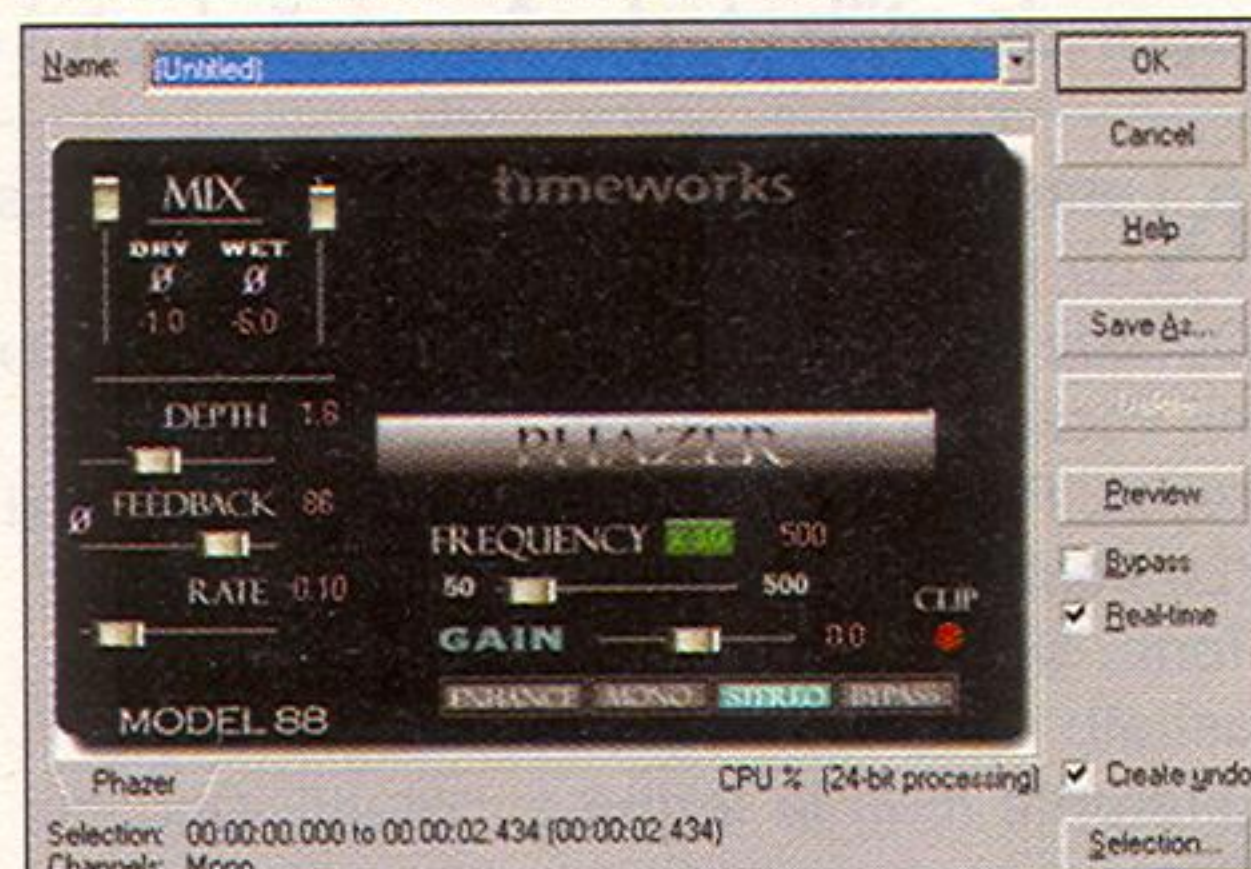 Name: [Untitled]
OK
Cancel
Help
Save As...
Preview
Bypass
Real-time
Create undo
Selection...
timeworks
MIX
DRY WET
Ø Ø
-1.0 -6.0
DEPTH 1.8
Ø FEEDBACK 86
RATE 0.10
MODEL 88
PHAZER
FREQUENCY 500
50 500
GAIN 0.0
CLIP
ENHANCE MONO STEREO BYPASS
Phazer
CPU % (24-bit processing)
Selection: 00:00:00.000 to 00:00:02.434 (00:00:02.434)
Channels: Mono